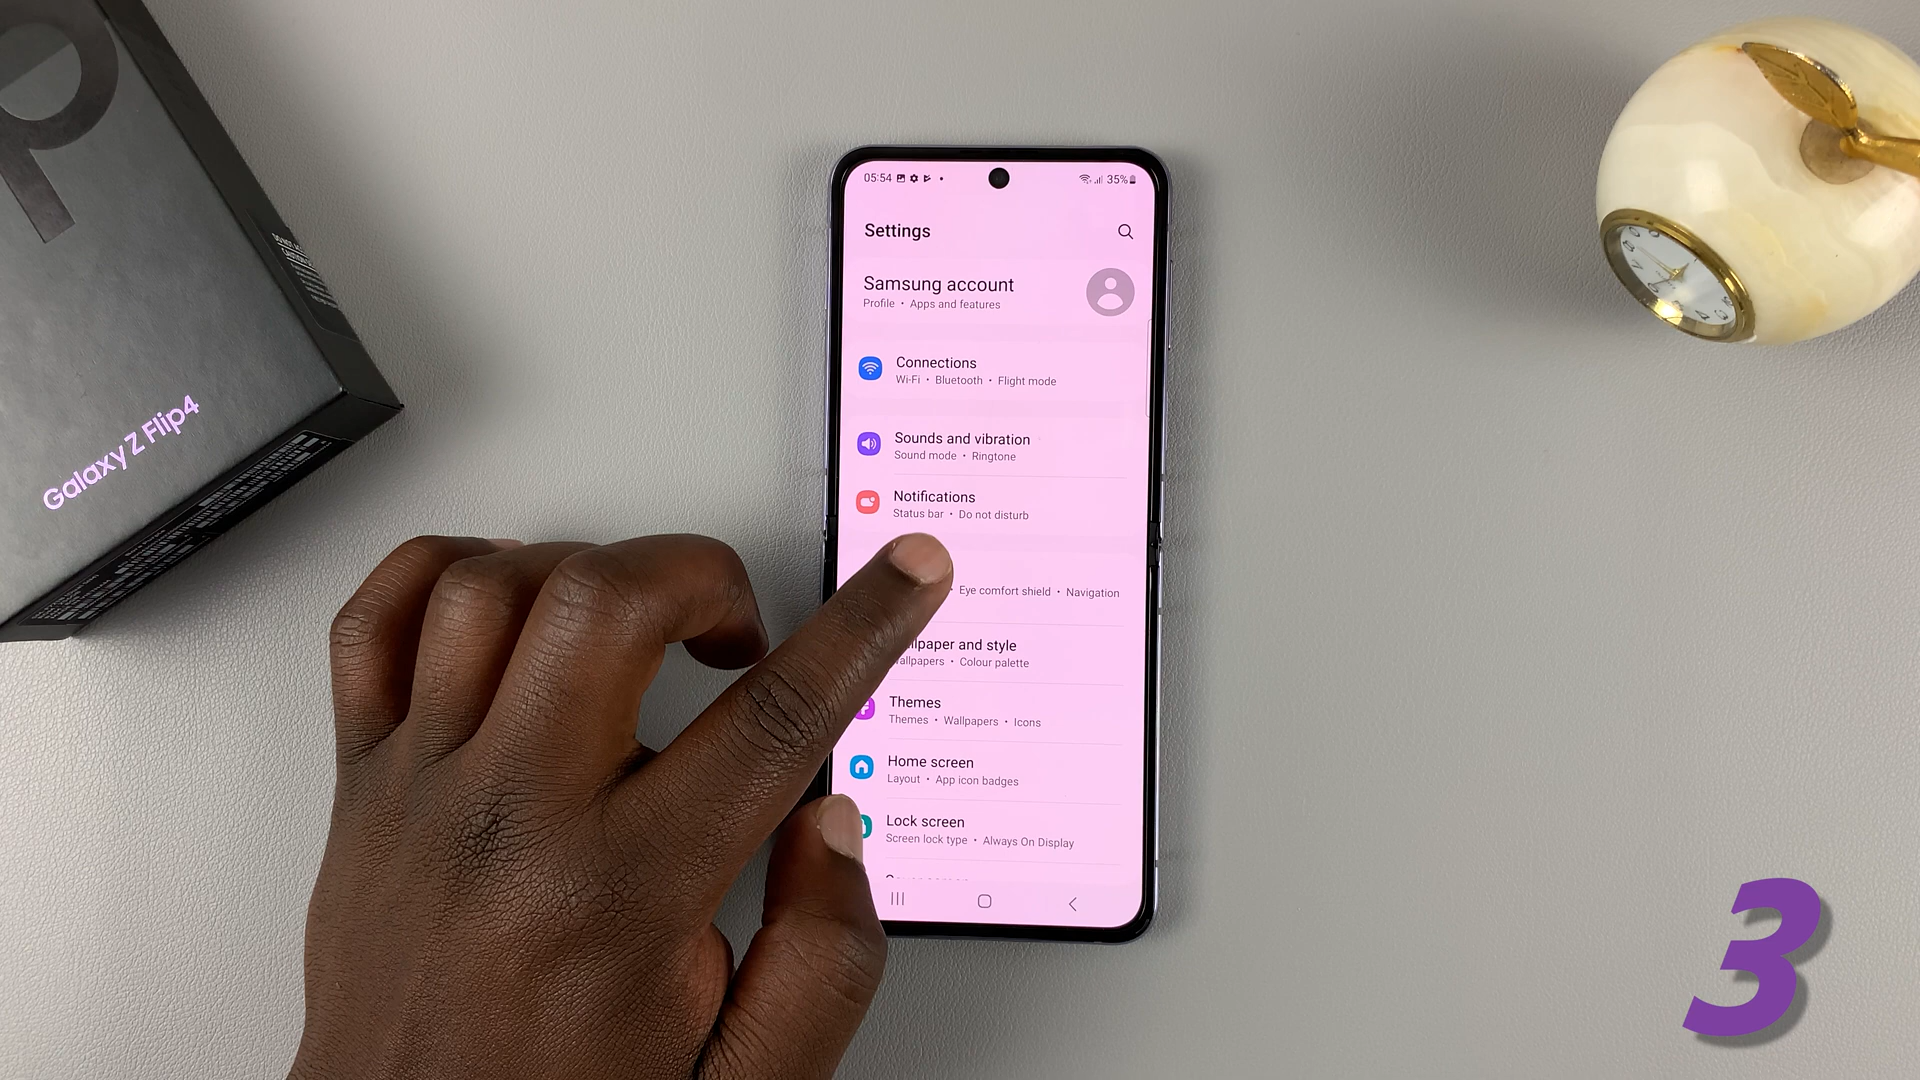 Galaxy Z Flip4
05:54
35%
Settings
Samsung account
Profile • Apps and features
Connections
Wi-Fi • Bluetooth • Flight mode
Sounds and vibration
Sound mode • Ringtone
Notifications
Status bar • Do not disturb
• Eye comfort shield • Navigation
lpaper and style
allpapers • Colour palette
Themes
Themes • Wallpapers • Icons
Home screen
Layout • App icon badges
Lock screen
Screen lock type • Always On Display
3